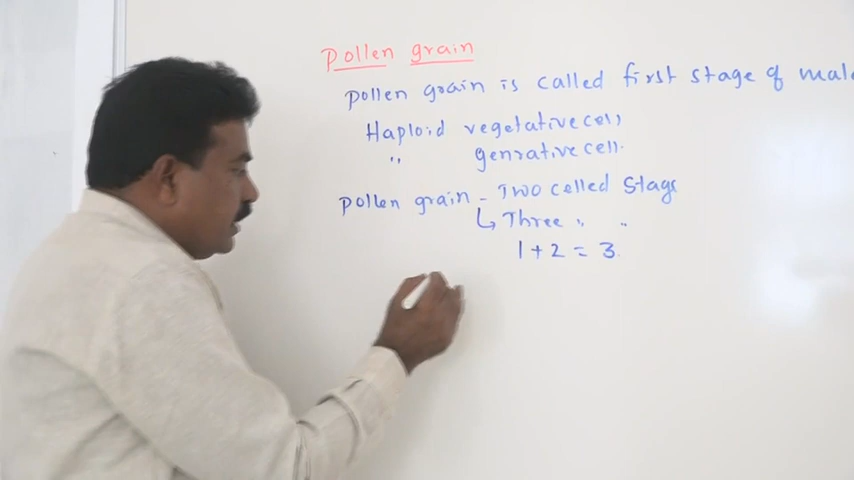 Pollen grain
pollen grain is called first stage of male
Haploid vegetative cell,
,, genrative cell.
pollen grain - Two celled Stage
↳ Three ,, ,,
1 + 2 = 3.